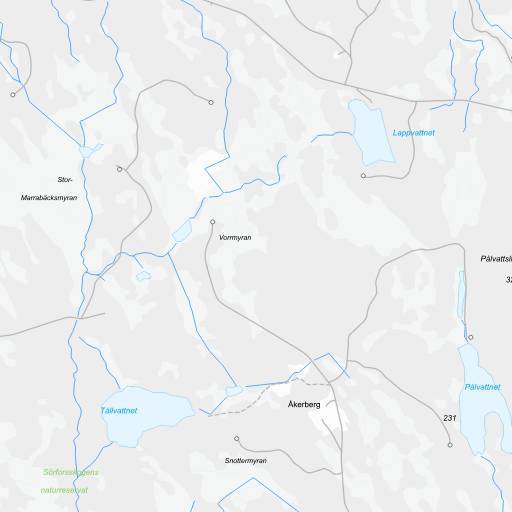 Lappvattnet
Stor-
Marrabäcksmyran
Vormyran
Pålvattsl
32
Pålvattnet
Tällvattnet
Åkerberg
231
Snottermyran
Sörforsskogens
naturreservat